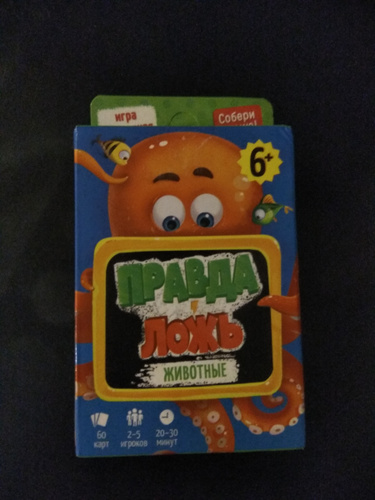 игра
Собери
6+
ПРАВДА
ЛОЖЬ
ЖИВОТНЫЕ
60
карт
2-5
игроков
20-30
минут